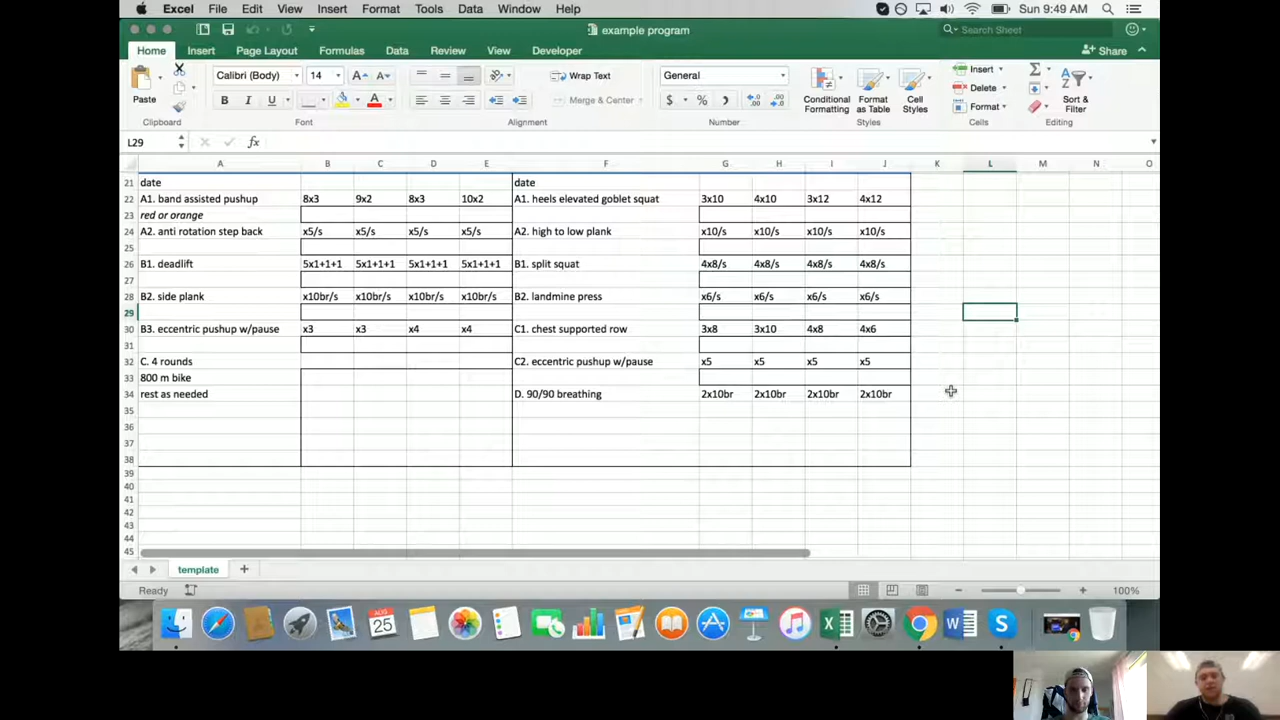 Excel File Edit View Insert Format Tools Data Window Help Sun 9:49 AM
example program
Search Sheet
Home Insert Page Layout Formulas Data Review View Developer
Share
Paste
Calibri (Body) 14 A A
Wrap Text
General
Insert
B I U A
Merge & Center
$ % )
Conditional Formatting
Format as Table
Cell Styles
Delete
Format
Sort & Filter
Clipboard Font Alignment Number Styles Cells Editing
L29 fx
A B C D E F G H I J K L M N O
21 date date
22 A1. band assisted pushup 8x3 9x2 8x3 10x2 A1. heels elevated goblet squat 3x10 4x10 3x12 4x12
23 red or orange
24 A2. anti rotation step back x5/s x5/s x5/s x5/s A2. high to low plank x10/s x10/s x10/s x10/s
25
26 B1. deadlift 5x1+1+1 5x1+1+1 5x1+1+1 5x1+1+1 B1. split squat 4x8/s 4x8/s 4x8/s 4x8/s
27
28 B2. side plank x10br/s x10br/s x10br/s x10br/s B2. landmine press x6/s x6/s x6/s x6/s
29
30 B3. eccentric pushup w/pause x3 x3 x4 x4 C1. chest supported row 3x8 3x10 4x8 4x6
31
32 C. 4 rounds C2. eccentric pushup w/pause x5 x5 x5 x5
33 800 m bike
34 rest as needed D. 90/90 breathing 2x10br 2x10br 2x10br 2x10br
35
36
37
38
39
40
41
42
43
44
45
template
Ready 100%
AUG
25